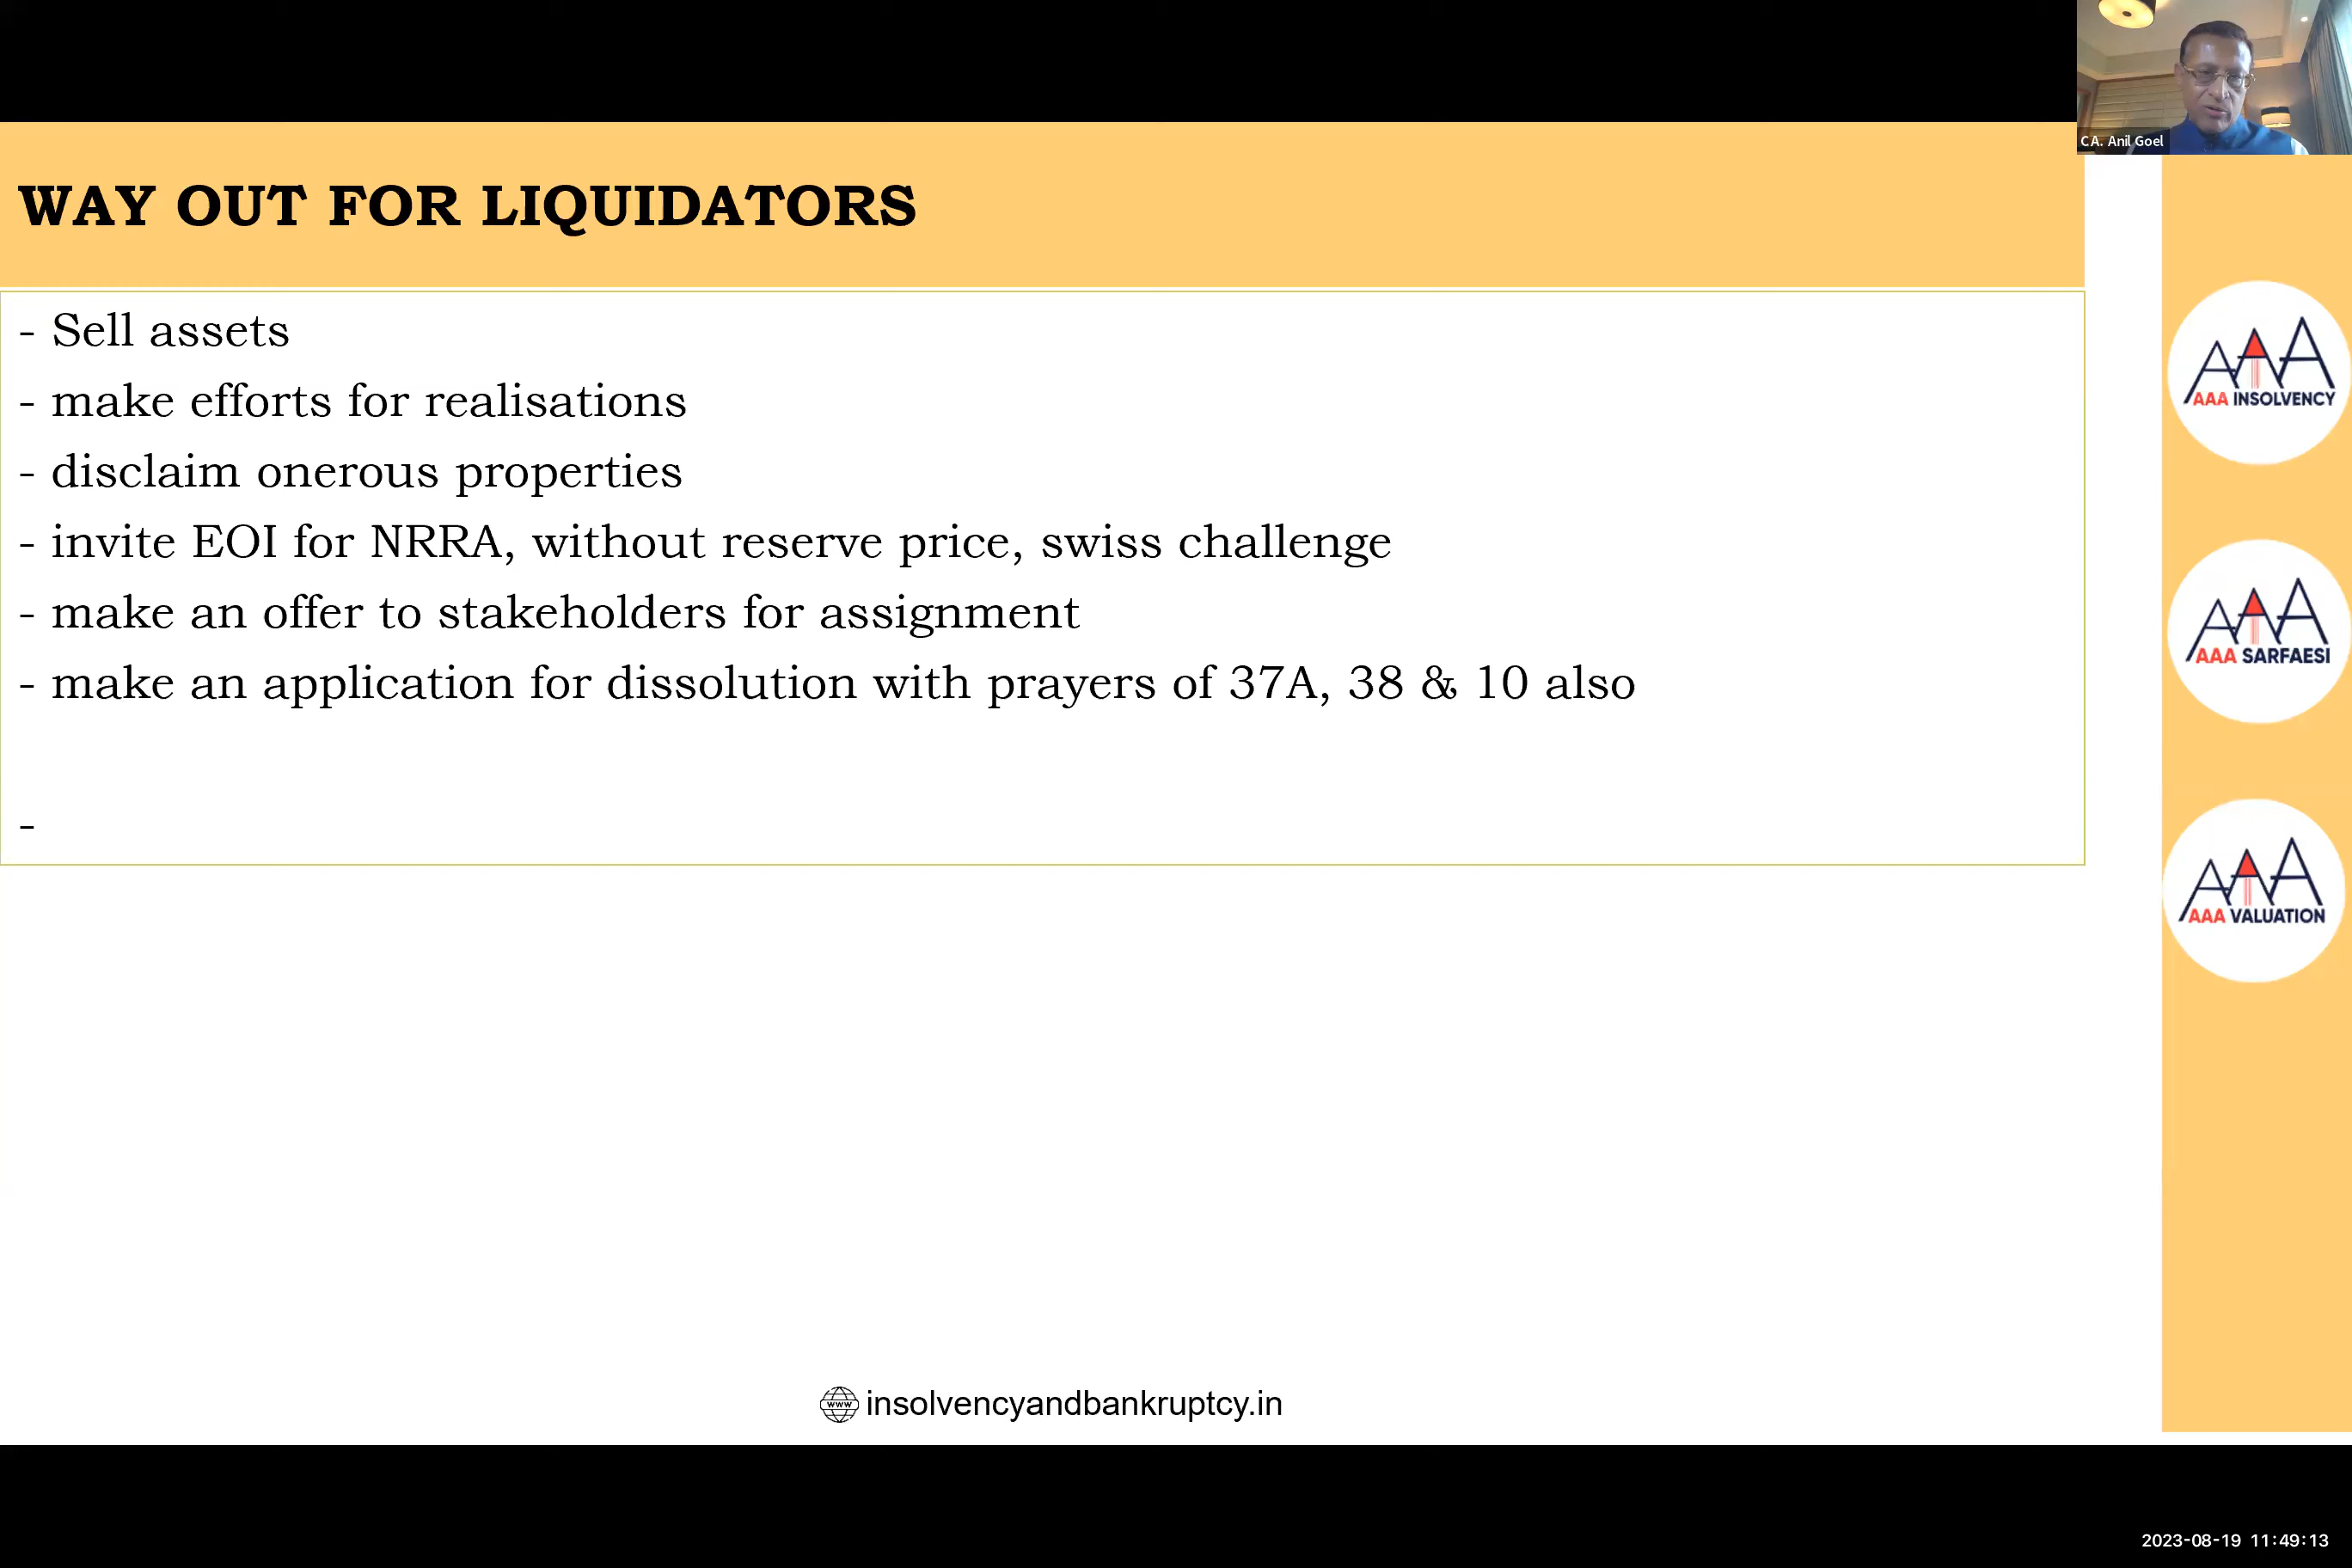 CA. Anil Goel
WAY OUT FOR LIQUIDATORS
- Sell assets
- make efforts for realisations
- disclaim onerous properties
- invite EOI for NRRA, without reserve price, swiss challenge
- make an offer to stakeholders for assignment
- make an application for dissolution with prayers of 37A, 38 & 10 also
-
AAA INSOLVENCY
AAA SARFAESI
AAA VALUATION
www insolvencyandbankruptcy.in
2023-08-19 11:49:13